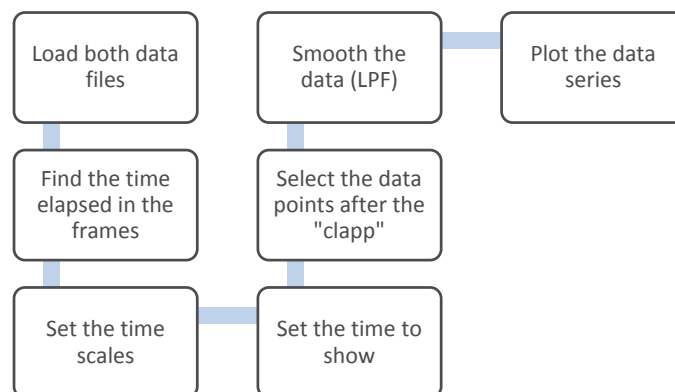 Load both data
files
Find the time
elapsed in the
frames
Set the time
scales
Set the time to
show
Select the data
points after the
"clapp"
Smooth the
data (LPF)
Plot the data
series